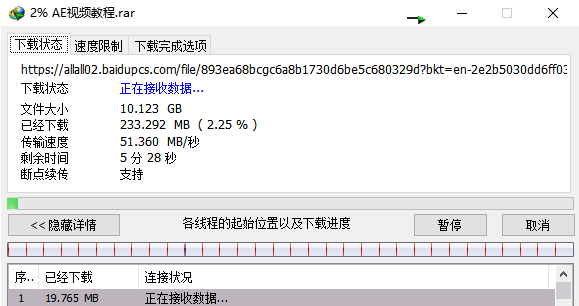 2% AE视频教程.rar
下载状态 速度限制 下载完成选项
https://allall02.baidupcs.com/file/893ea68bcgc6a8b1730d6be5c680329d?bkt=en-2e2b5030dd6ff03
下载状态 正在接收数据...
文件大小 10.123 GB
已经下载 233.292 MB ( 2.25 % )
传输速度 51.360 MB/秒
剩余时间 5 分 28 秒
断点续传 支持
<< 隐藏详情 各线程的起始位置以及下载进度 暂停 取消
序.. 已经下载 连接状况
1 19.765 MB 正在接收数据...